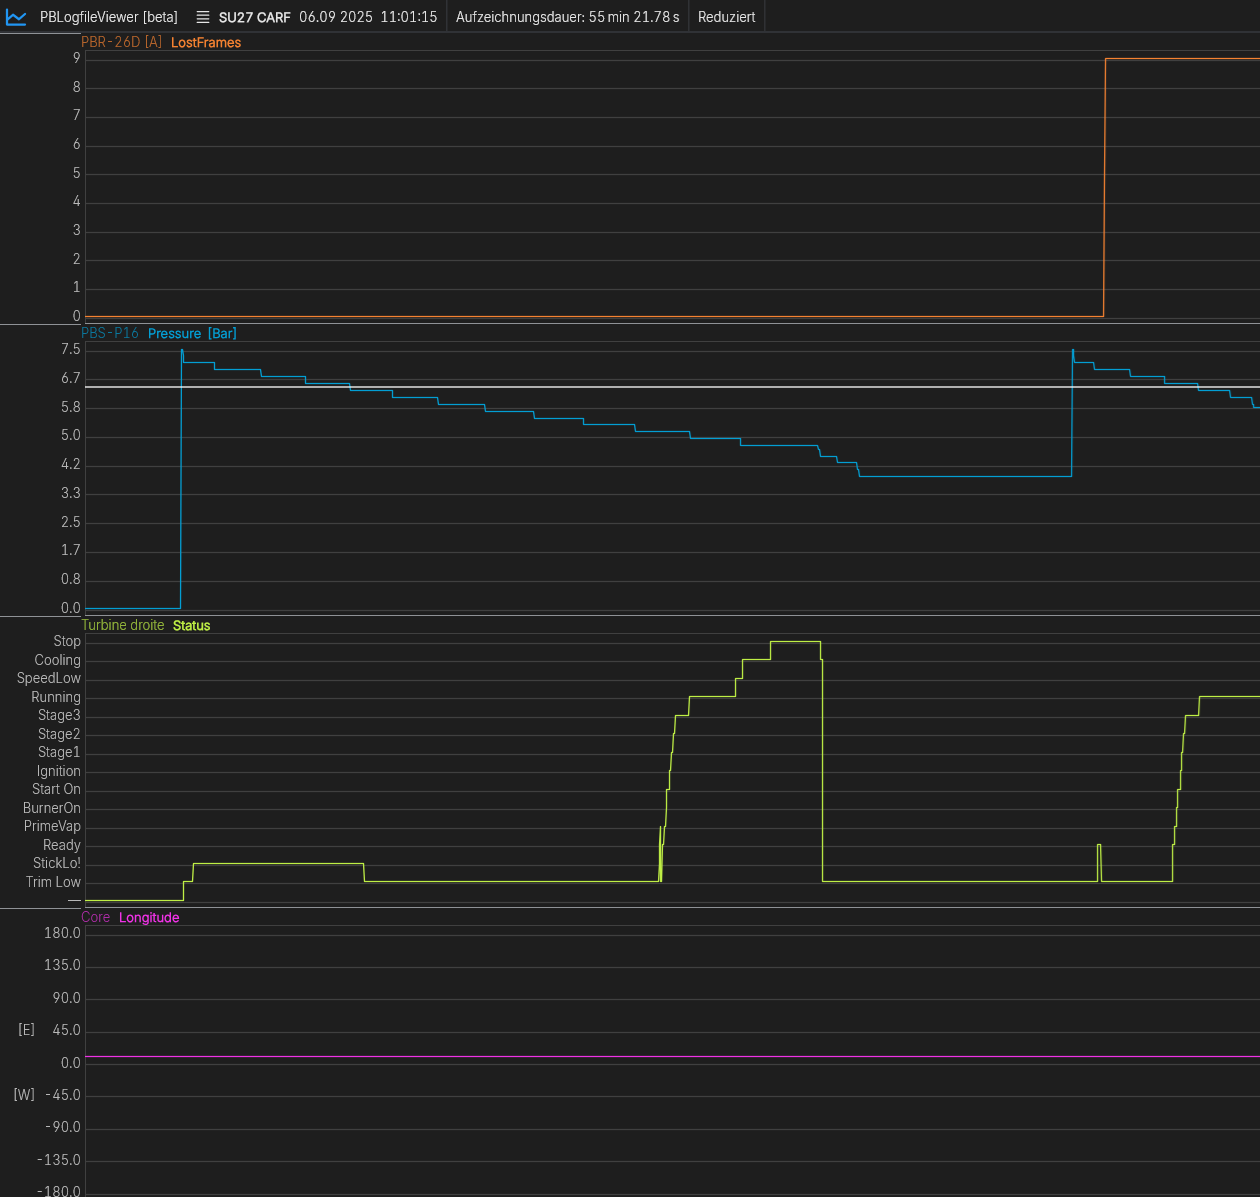 PBLogfileViewer [beta] SU27 CARF 06.09 2025 11:01:15 Aufzeichnungsdauer: 55 min 21.78 s Reduziert
PBR-26D [A] LostFrames
9
8
7
6
5
4
3
2
1
0
PBS-P16 Pressure [Bar]
7.5
6.7
5.8
5.0
4.2
3.3
2.5
1.7
0.8
0.0
Turbine droite Status
Stop
Cooling
SpeedLow
Running
Stage3
Stage2
Stage1
Ignition
Start On
BurnerOn
PrimeVap
Ready
StickLo!
Trim Low
—
Core Longitude
180.0
135.0
90.0
[E] 45.0
0.0
[W] -45.0
-90.0
-135.0
-180.0